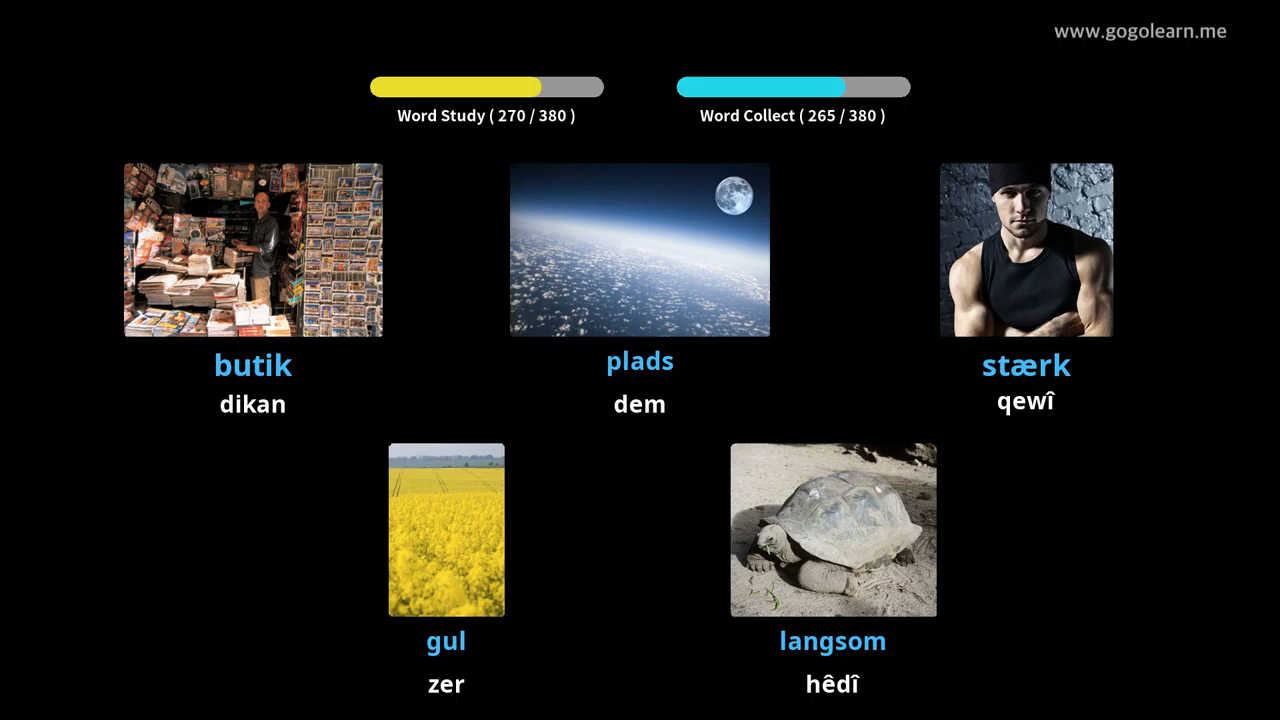 www.gogolearn.me
Word Study ( 270 / 380 )
Word Collect ( 265 / 380 )
butik
plads
stærk
dikan
dem
qewî
gul
langsom
zer
hêdî